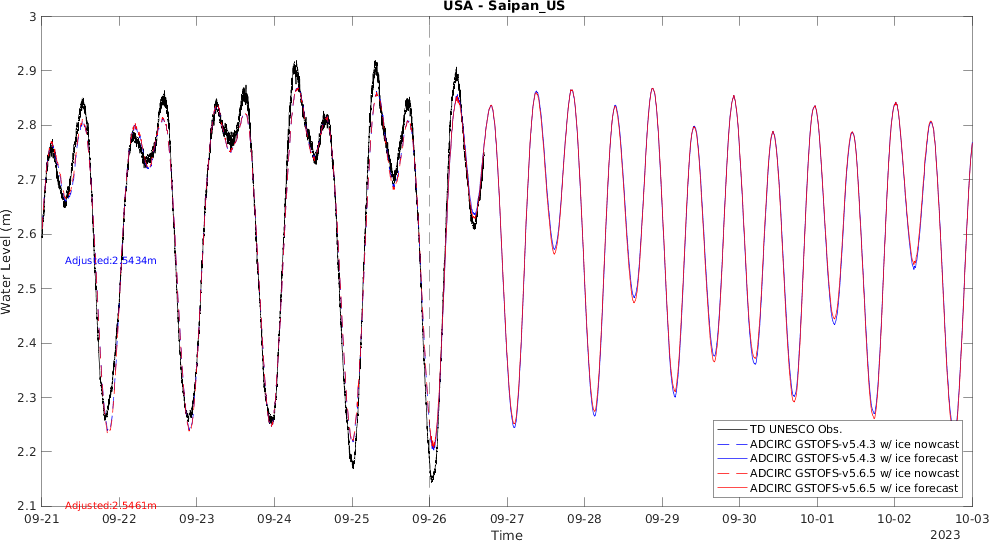 USA - Saipan_US
3
2.9
2.8
2.7
2.6
2.5
2.4
2.3
2.2
2.1
Water Level (m)
Adjusted:2.5434m
Adjusted:2.5461m
TD UNESCO Obs.
ADCIRC GSTOFS-v5.4.3 w/ ice nowcast
ADCIRC GSTOFS-v5.4.3 w/ ice forecast
ADCIRC GSTOFS-v5.6.5 w/ ice nowcast
ADCIRC GSTOFS-v5.6.5 w/ ice forecast
09-21 09-22 09-23 09-24 09-25 09-26 09-27 09-28 09-29 09-30 10-01 10-02 10-03
Time
2023